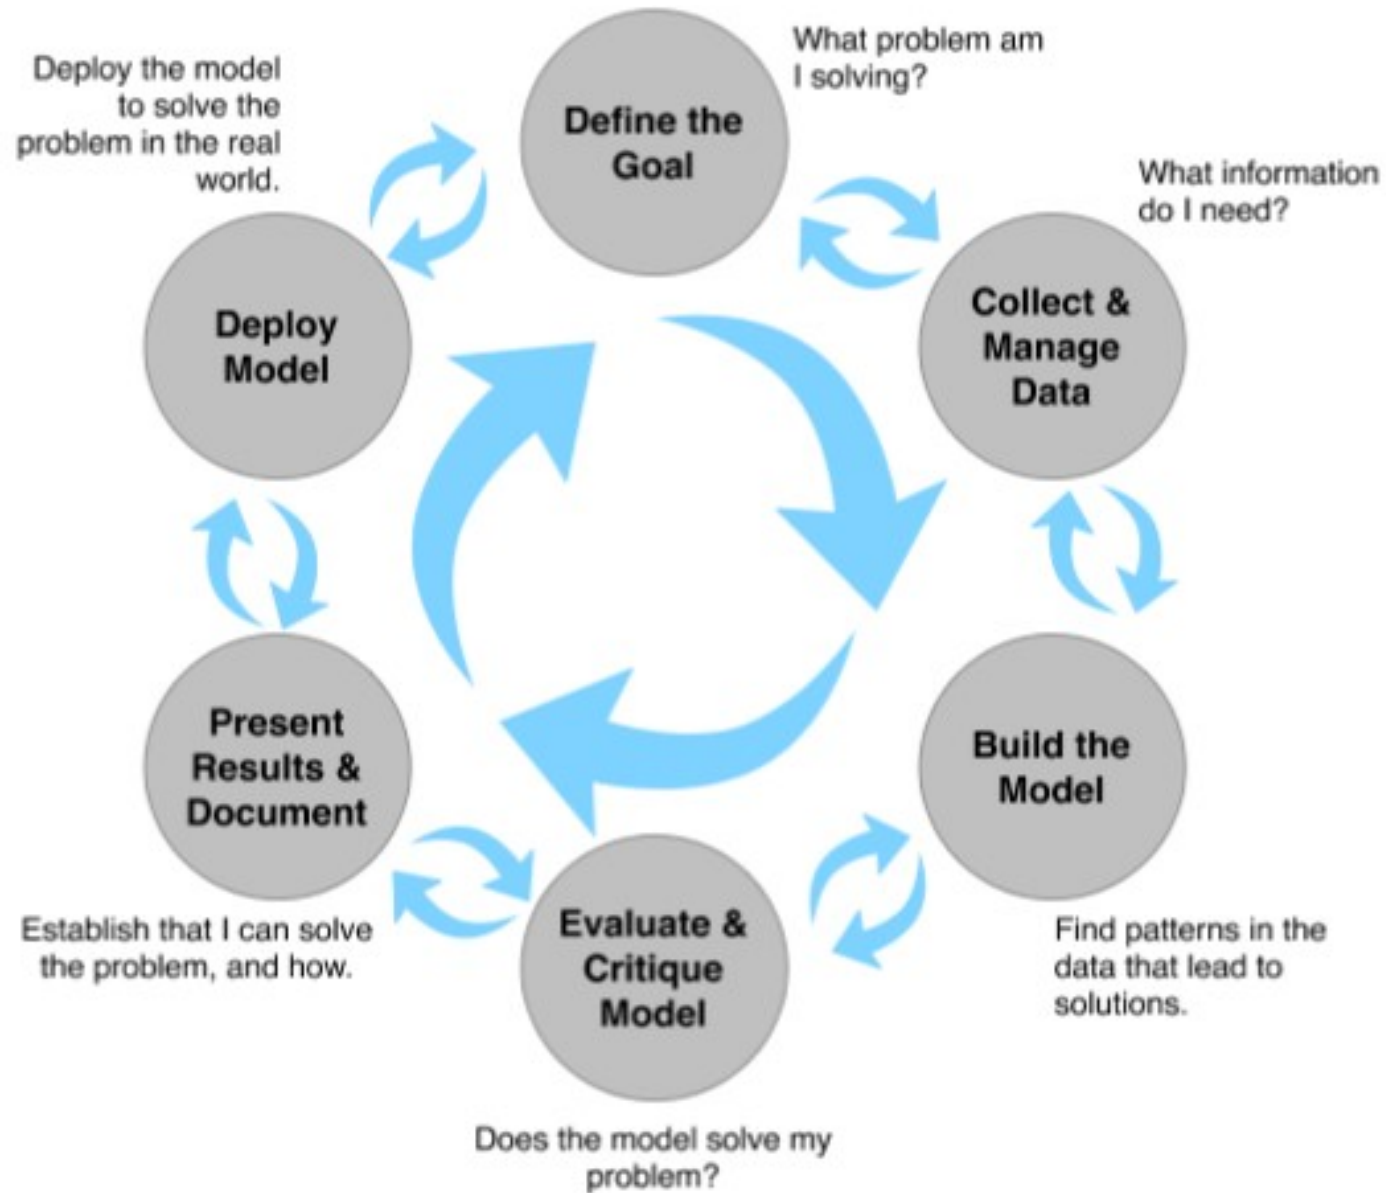 Define the
Goal
What problem am
I solving?
Collect &
Manage
Data
What information
do I need?
Build the
Model
Find patterns in the
data that lead to
solutions.
Evaluate &
Critique
Model
Does the model solve my
problem?
Present
Results &
Document
Establish that I can solve
the problem, and how.
Deploy
Model
Deploy the model
to solve the
problem in the real
world.